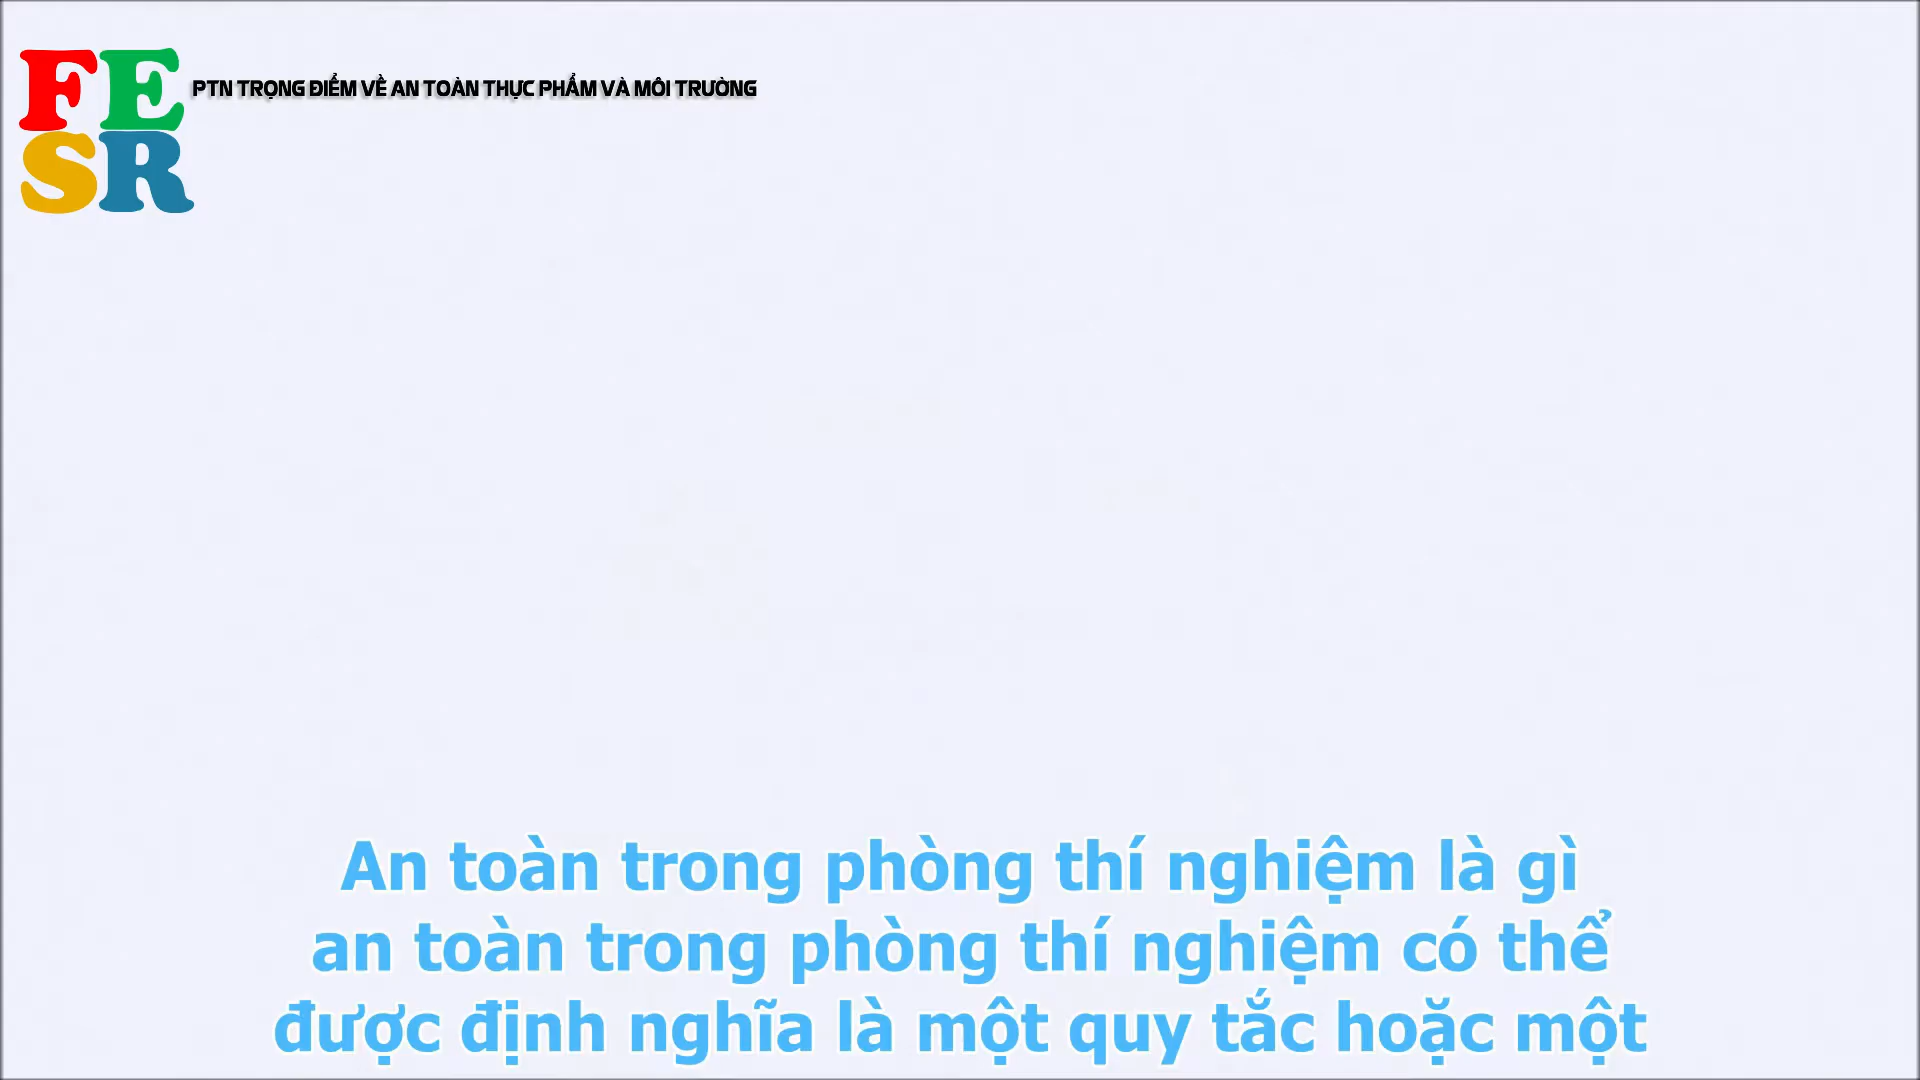 FE
SR
PTN TRỌNG ĐIỂM VỀ AN TOÀN THỰC PHẨM VÀ MÔI TRƯỜNG
An toàn trong phòng thí nghiệm là gì
an toàn trong phòng thí nghiệm có thể
được định nghĩa là một quy tắc hoặc một